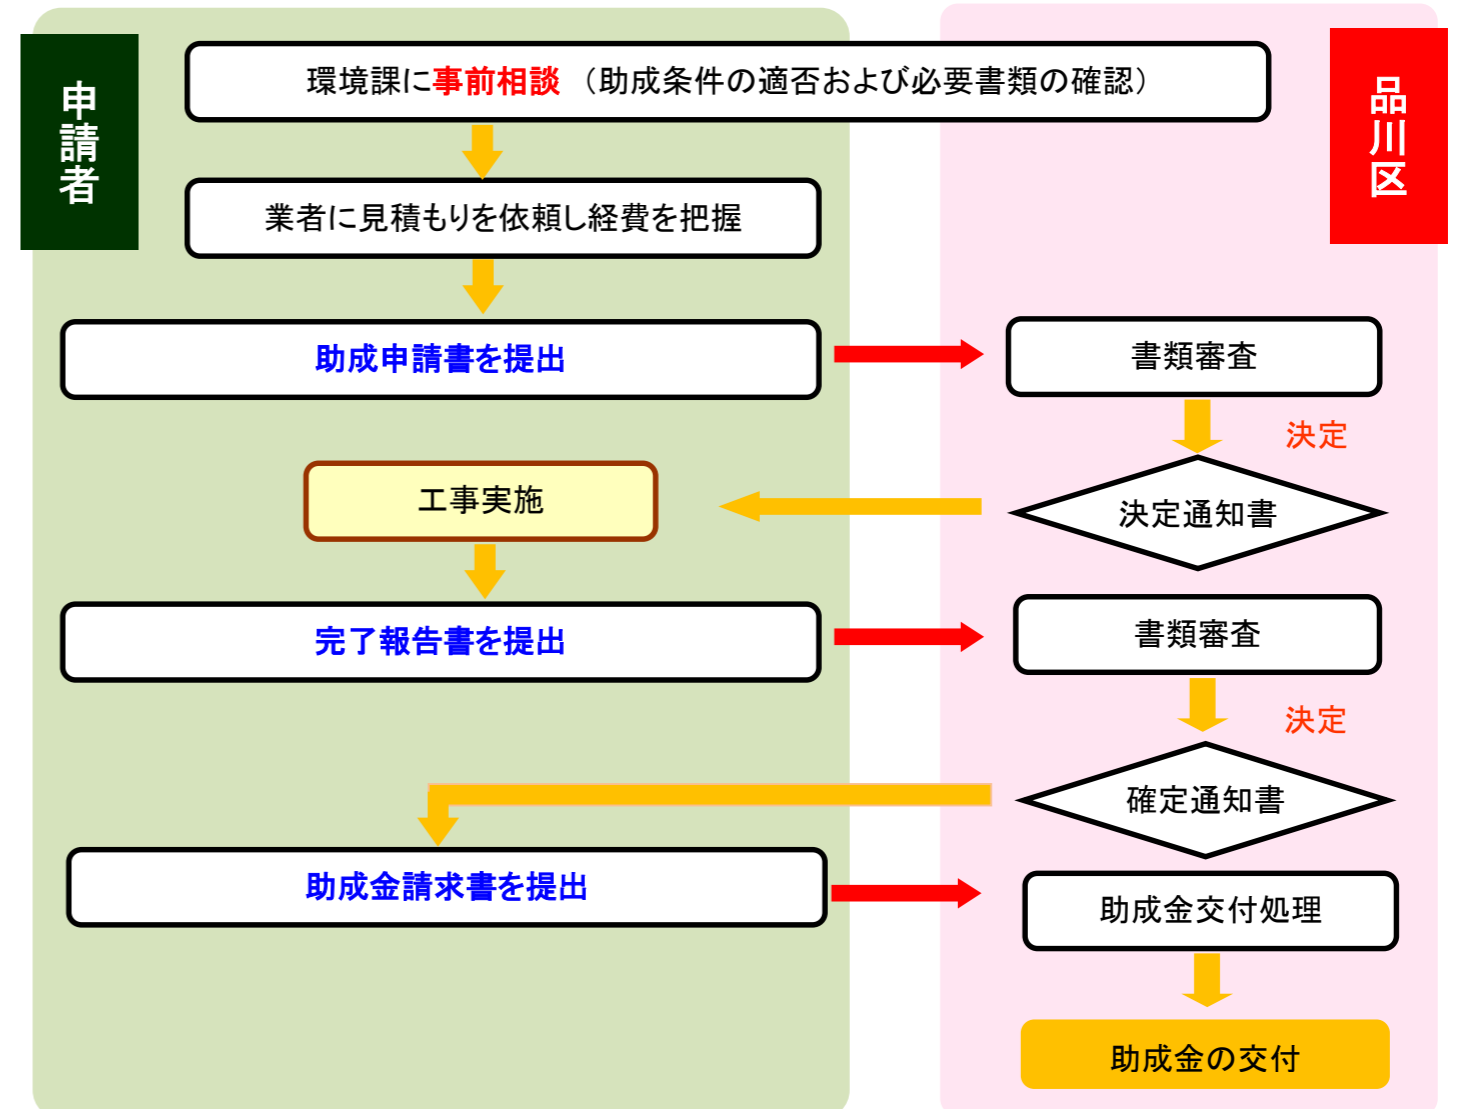 申請者
品川区
環境課に事前相談 （助成条件の適否および必要書類の確認）
業者に見積もりを依頼し経費を把握
助成申請書を提出
書類審査
決定
決定通知書
工事実施
完了報告書を提出
書類審査
決定
確定通知書
助成金請求書を提出
助成金交付処理
助成金の交付